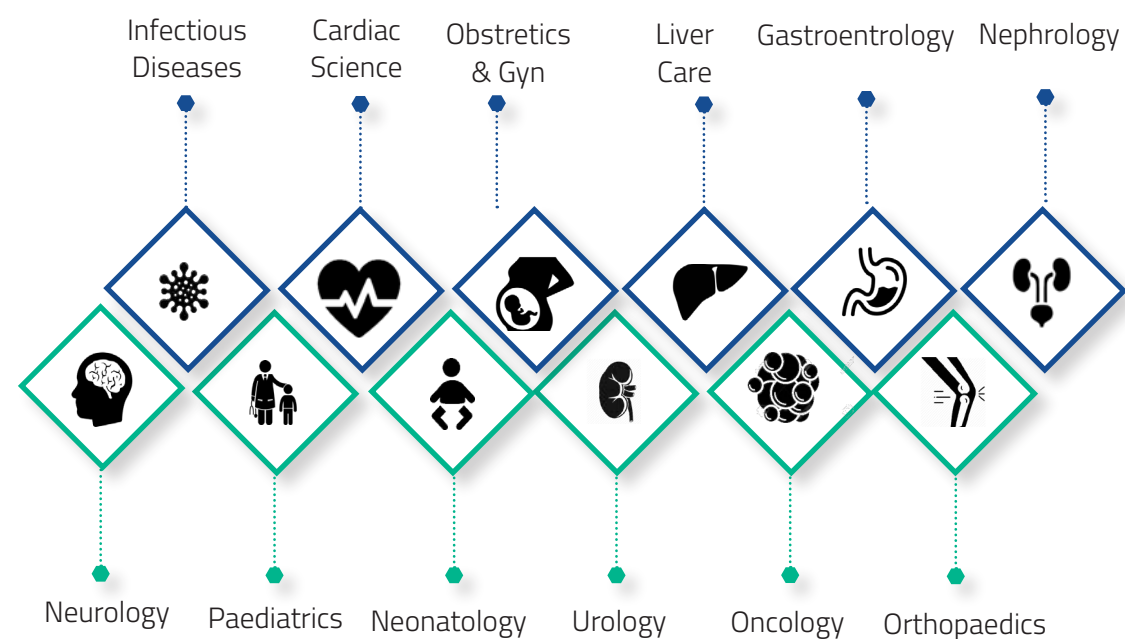 Infectious
Diseases
Cardiac
Science
Obstretics
& Gyn
Liver
Care
Gastroentrology
Nephrology
Neurology
Paediatrics
Neonatology
Urology
Oncology
Orthopaedics